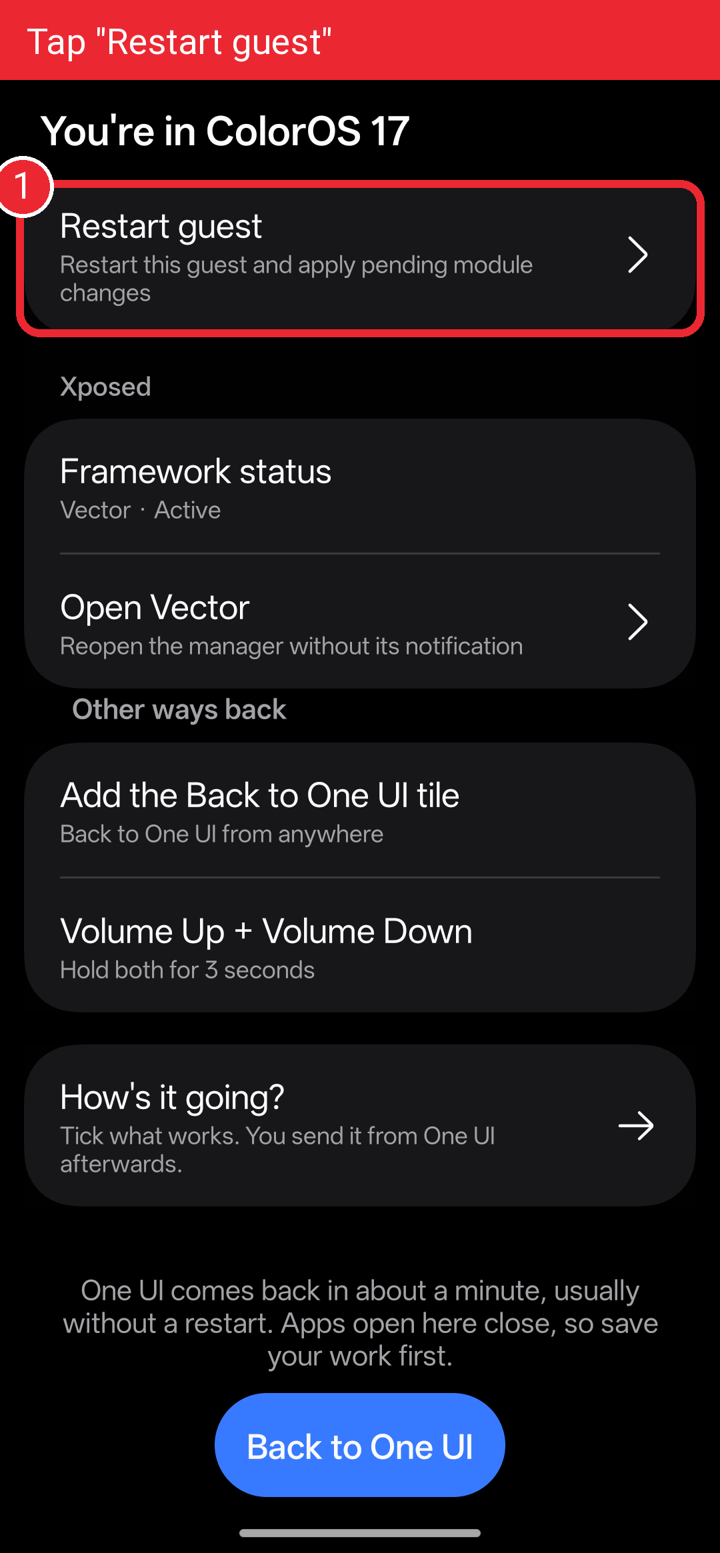 Tap "Restart guest"
You're in ColorOS 17
1
Restart guest
Restart this guest and apply pending module
changes
Xposed
Framework status
Vector · Active
Open Vector
Reopen the manager without its notification
Other ways back
Add the Back to One UI tile
Back to One UI from anywhere
Volume Up + Volume Down
Hold both for 3 seconds
How's it going?
Tick what works. You send it from One UI
afterwards.
One UI comes back in about a minute, usually
without a restart. Apps open here close, so save
your work first.
Back to One UI